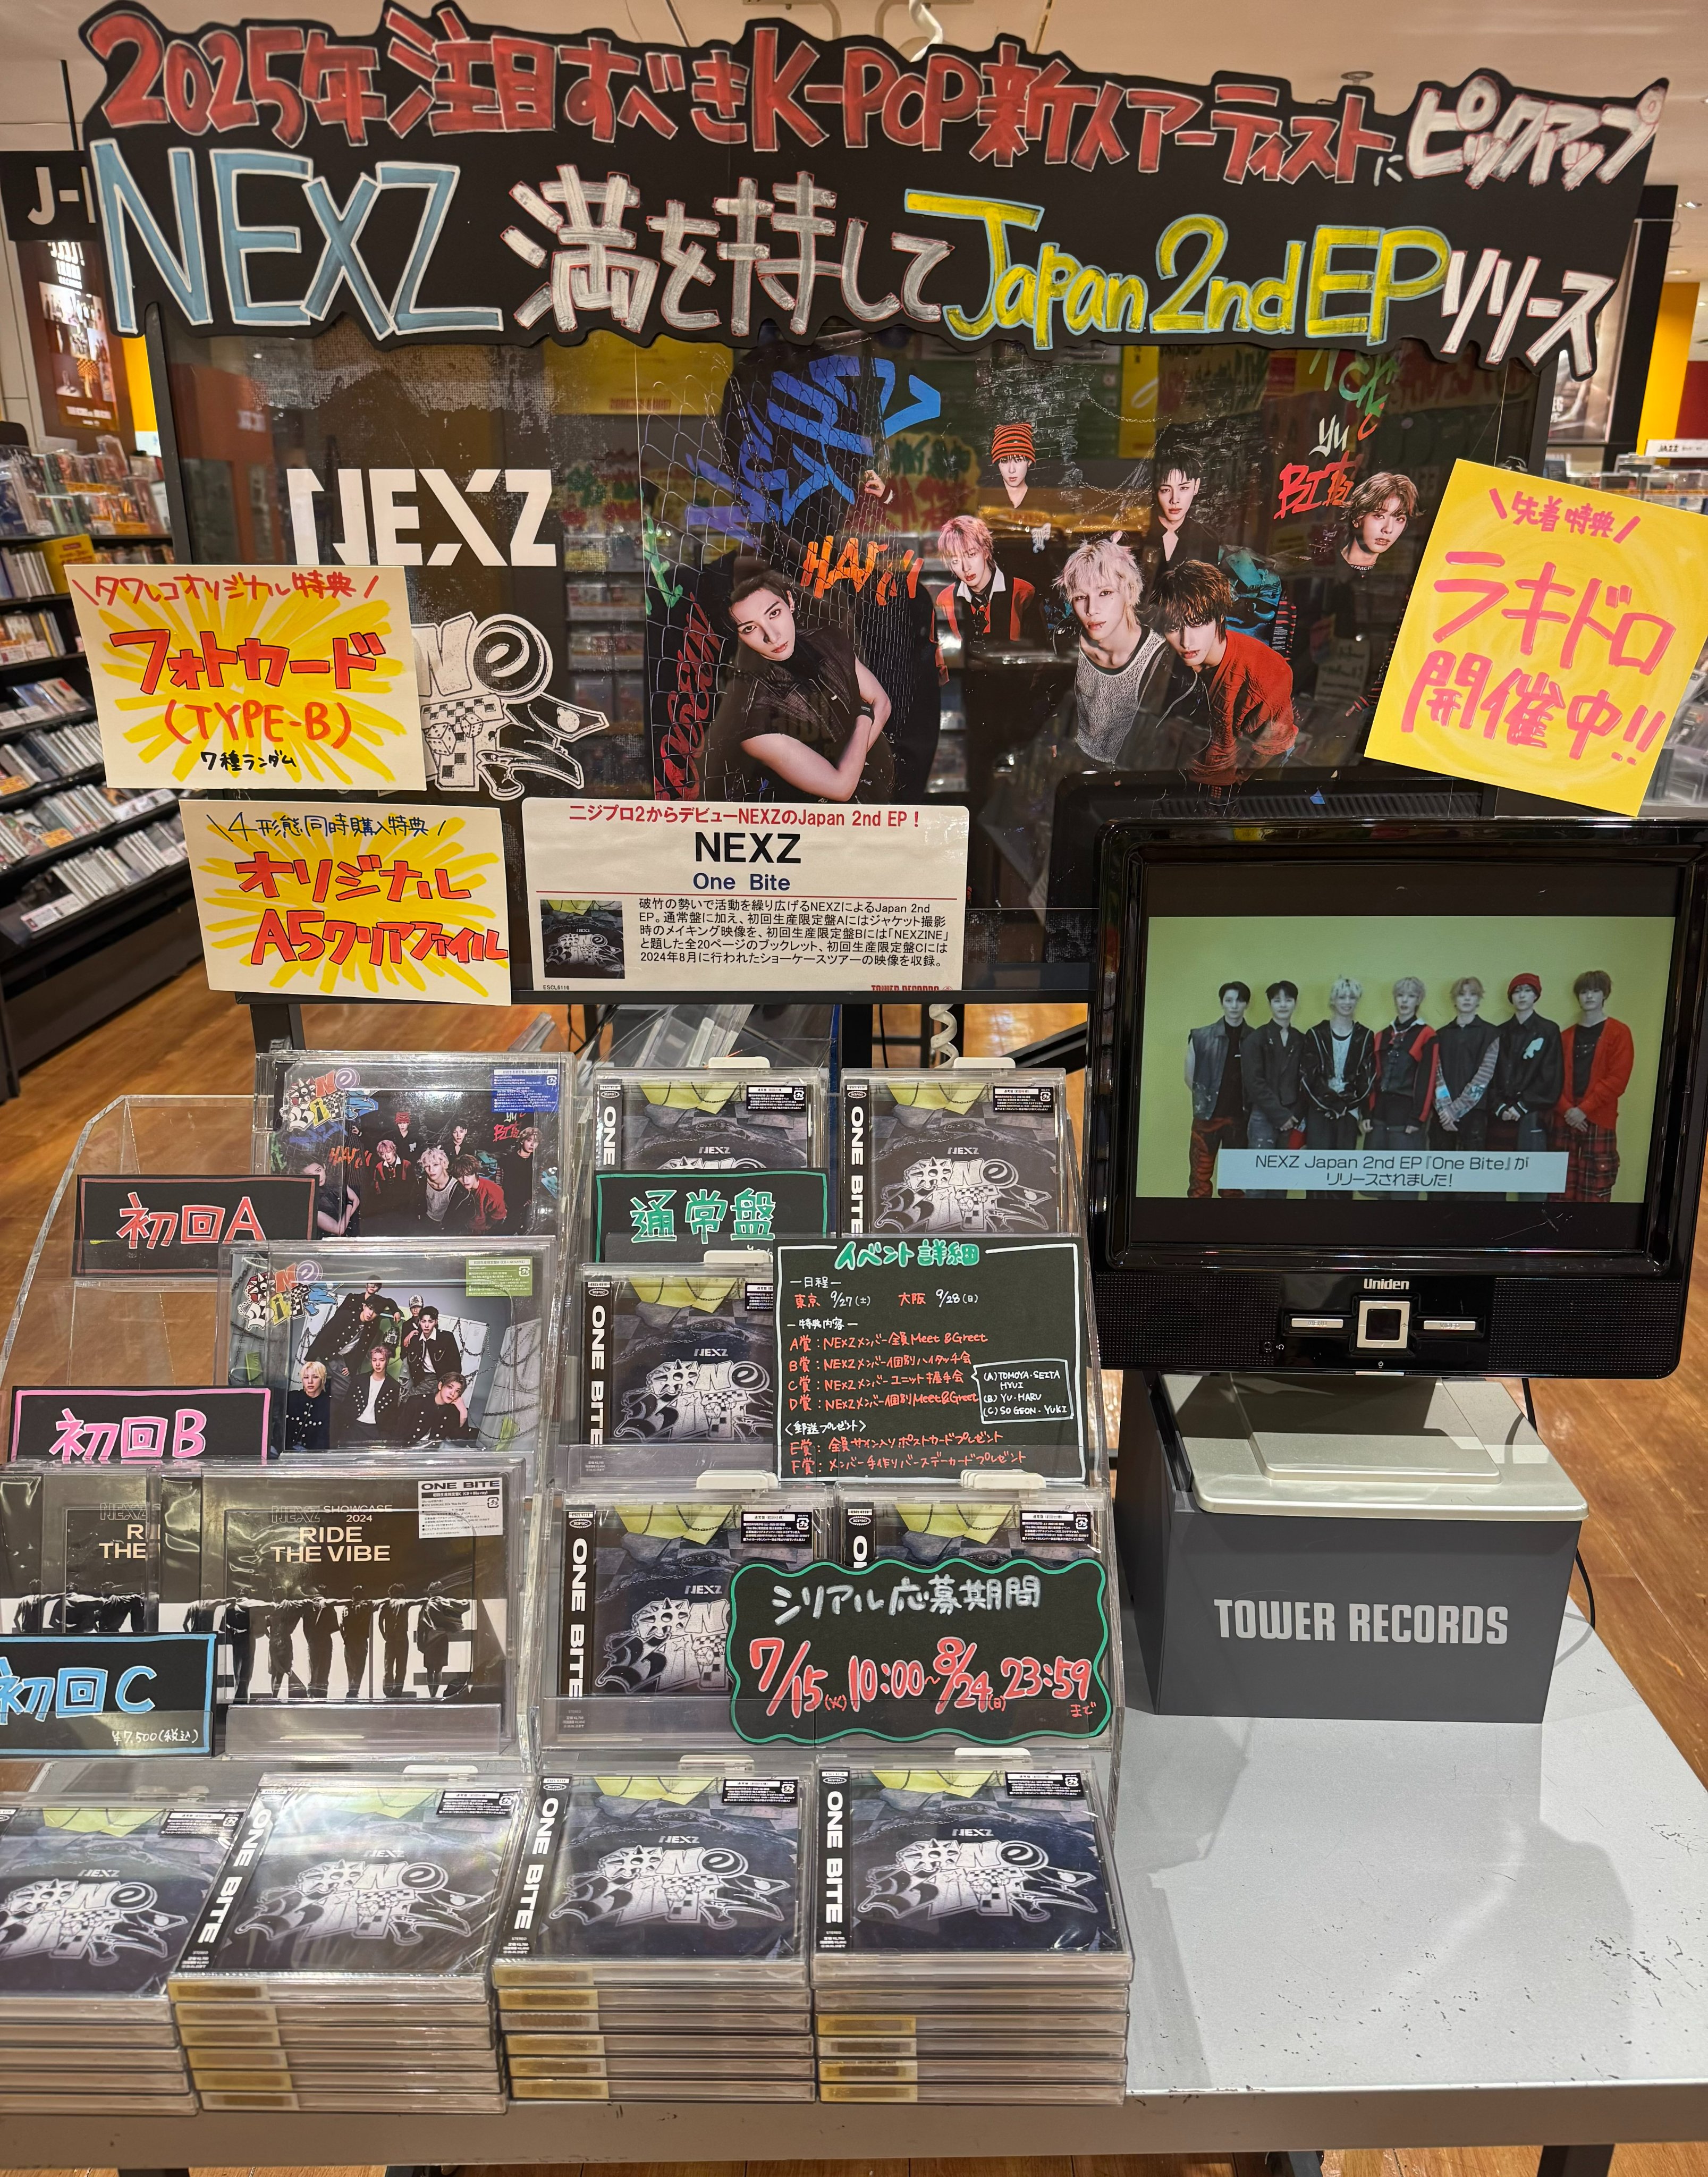 2025年注目すべきK-POP新人アーティストにピックアップ
NEXZ 満を持してJapan 2nd EPリリース
J-
NEXZ
\タワレコオリジナル特典/
フォトカード
(TYPE-B)
7種ランダム
\4形態同時購入特典/
オリジナル
A5クリアファイル
\先着特典/
ラキドロ
開催中!!
JAZZ
ニジプロ2からデビューNEXZのJapan 2nd EP！
NEXZ
One Bite
破竹の勢いで活動を繰り広げるNEXZによるJapan 2nd
EP。通常盤に加え、初回生産限定盤Aにはジャケット撮影
時のメイキング映像を、初回生産限定盤Bには「NEXZINE」
と題した全20ページのブックレット、初回生産限定盤Cには
2024年8月に行われたショーケースツアーの映像を収録。
ESCL6118
TOWER RECORDS
NEXZ Japan 2nd EP『One Bite』が
リリースされました!
Uniden
TOWER RECORDS
初回A
通常盤
初回B
初回C
¥7,500(税込)
イベント詳細
ー日程ー
東京 9/27(土) 大阪 9/28(日)
ー特典内容ー
A賞:NEXZメンバー全員Meet&Greet
B賞:NEXZメンバー個別ハイタッチ会
C賞:NEXZメンバーユニット握手会
D賞:NEXZメンバー個別Meet&Greet
(A)TOMOYA・SEITA
HYUI
(B)YU・HARU
(C)SO GEON・YUKI
<郵送プレゼント>
E賞:全員サイン入りポストカードプレゼント
F賞:メンバー手作りバースデーカードプレゼント
シリアル応募期間
7/15(火)10:00~8/24(日)23:59
まで
ONE BITE
NEXZ SHOWCASE
2024
RIDE
THE VIBE
RI
THE
ONE
ONE BITE
NEXZ
ONE BITE
NEXZ
ONE BITE
NEXZ
ONE BITE
NEXZ
ONE BITE
NEXZ
ONE BITE
NEXZ